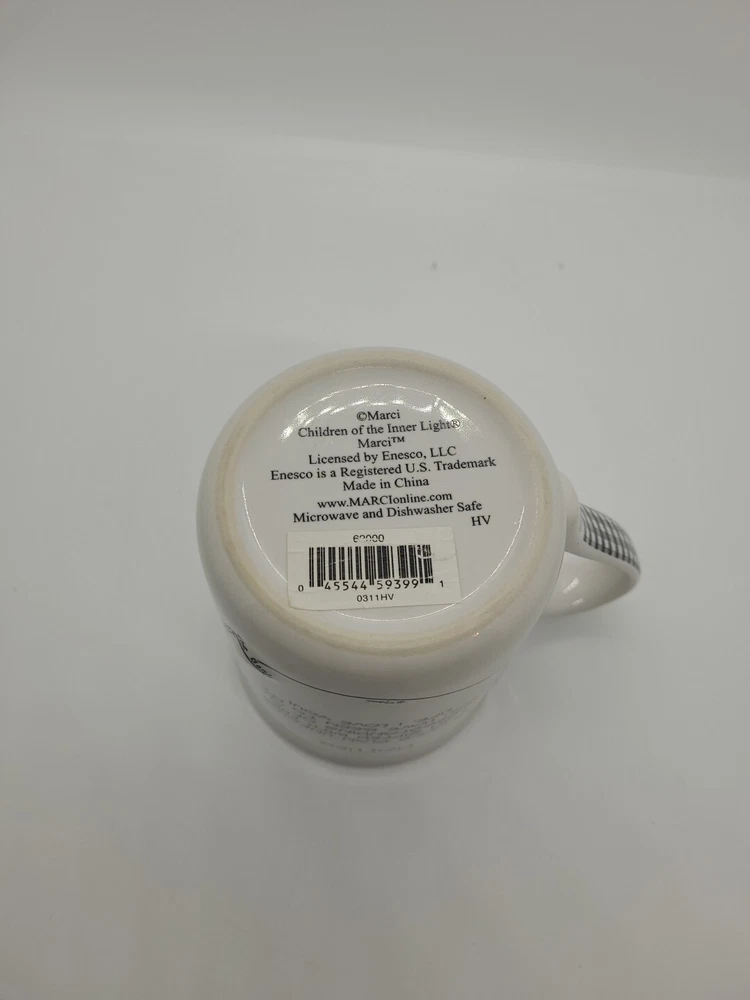 ©Marci
Children of the Inner Light®
Marci™
Licensed by Enesco, LLC
Enesco is a Registered U.S. Trademark
Made in China
www.MARCIonline.com
Microwave and Dishwasher Safe
HV
0 45544 59399 1
0311HV